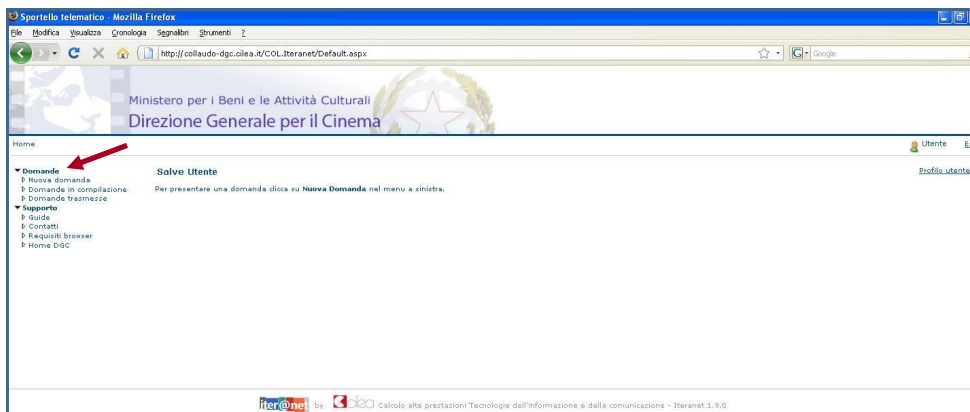 Sportello telematico - Mozilla Firefox
File Modifica Visualizza Cronologia Segnalibri Strumenti ?
http://collaudo-dgc.cilea.it/COL.Iteranet/Default.aspx
G Google
Ministero per i Beni e le Attività Culturali
Direzione Generale per il Cinema
Home
Utente
Domande
Nuova domanda
Domande in compilazione
Domande trasmesse
Supporto
Guide
Contatti
Requisiti browser
Home DGC
Salve Utente
Profilo utente
Per presentare una domanda clicca su Nuova Domanda nel menu a sinistra.
iter@net by cilea Calcolo alte prestazioni Tecnologie dell'informazione e della comunicazione - Iteranet 1.9.0